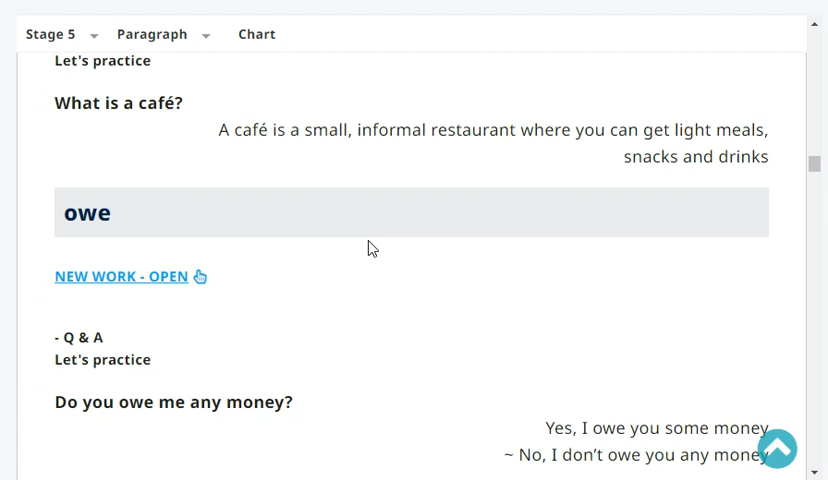 Stage 5 Paragraph Chart
Let's practice
What is a café?
A café is a small, informal restaurant where you can get light meals,
snacks and drinks
owe
NEW WORK - OPEN
- Q & A
Let's practice
Do you owe me any money?
Yes, I owe you some money
~ No, I don’t owe you any money